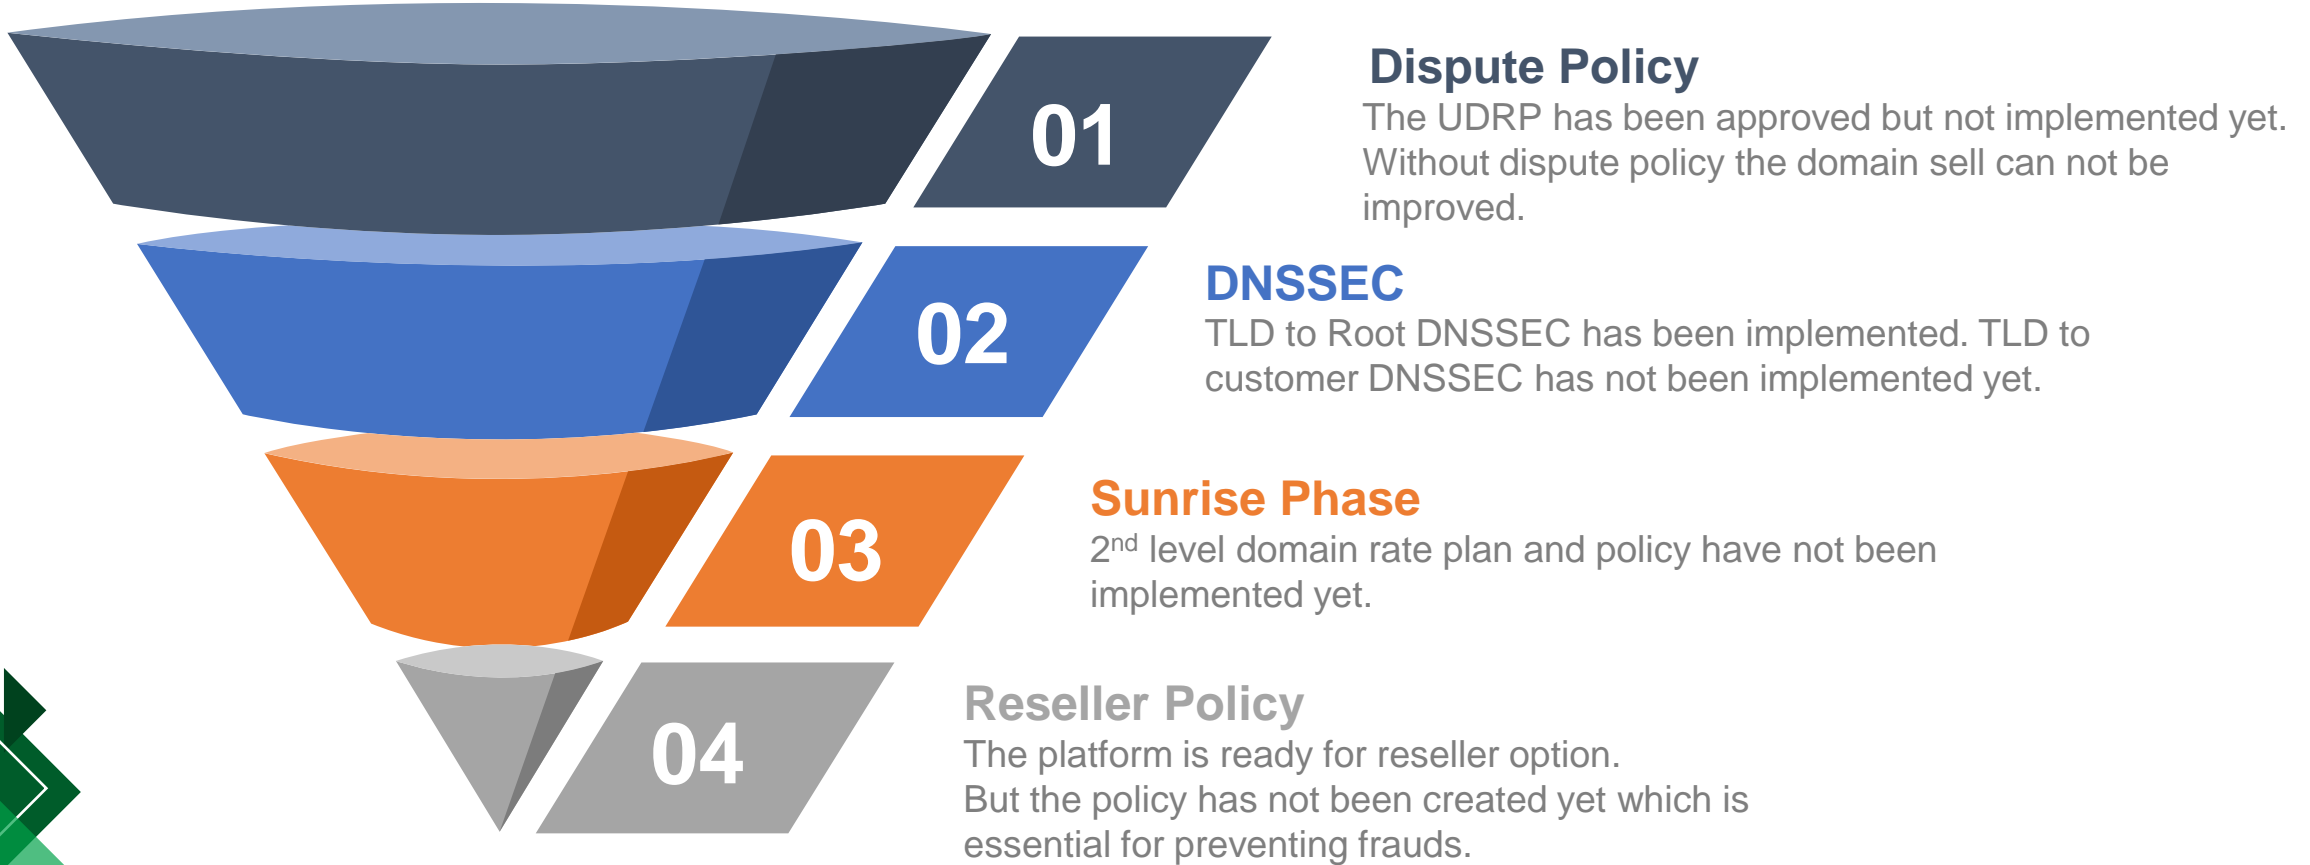 01
Dispute Policy
The UDRP has been approved but not implemented yet.
Without dispute policy the domain sell can not be
improved.
02
DNSSEC
TLD to Root DNSSEC has been implemented. TLD to
customer DNSSEC has not been implemented yet.
03
Sunrise Phase
2nd level domain rate plan and policy have not been
implemented yet.
04
Reseller Policy
The platform is ready for reseller option.
But the policy has not been created yet which is
essential for preventing frauds.